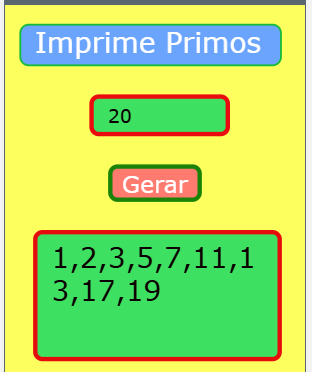 Imprime Primos
20
Gerar
1,2,3,5,7,11,1
3,17,19